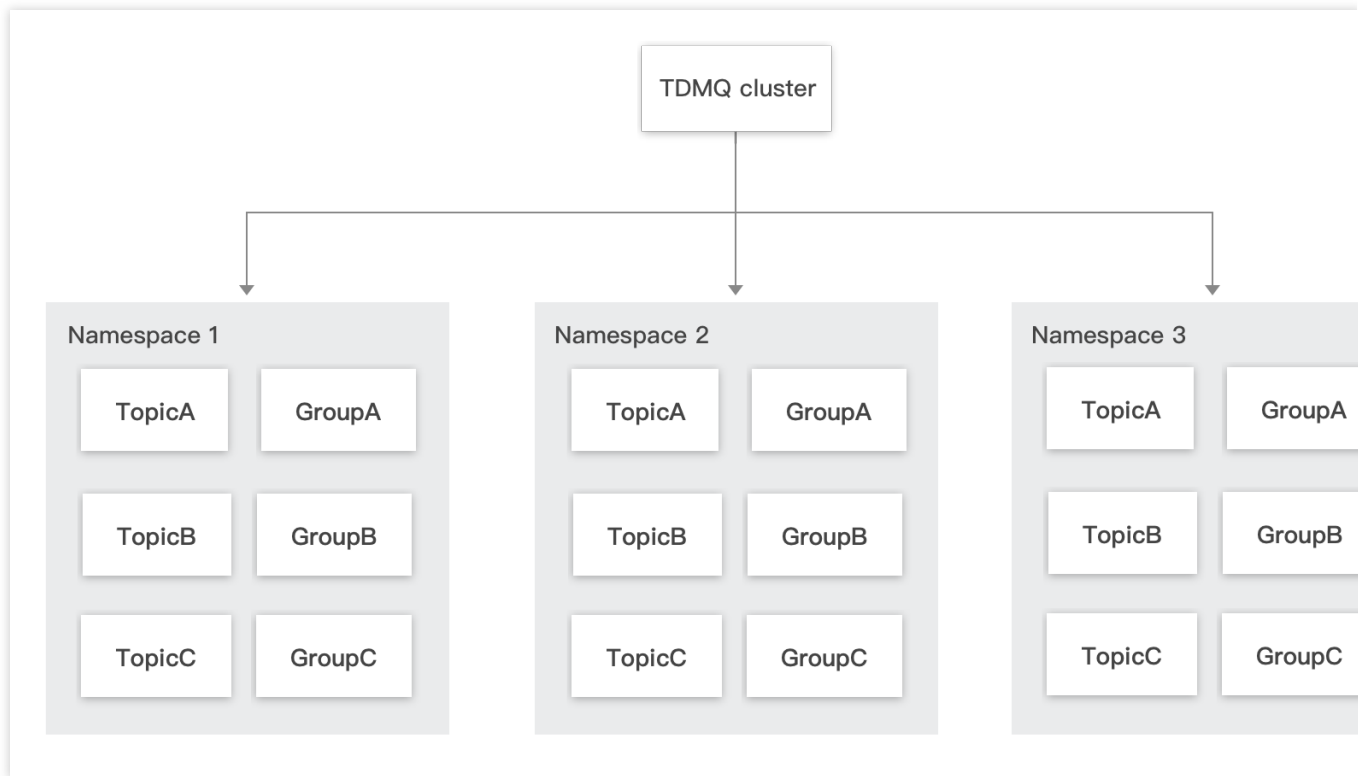 TDMQ cluster
Namespace 1
TopicA GroupA
TopicB GroupB
TopicC GroupC
Namespace 2
TopicA GroupA
TopicB GroupB
TopicC GroupC
Namespace 3
TopicA GroupA
TopicB GroupB
TopicC GroupC